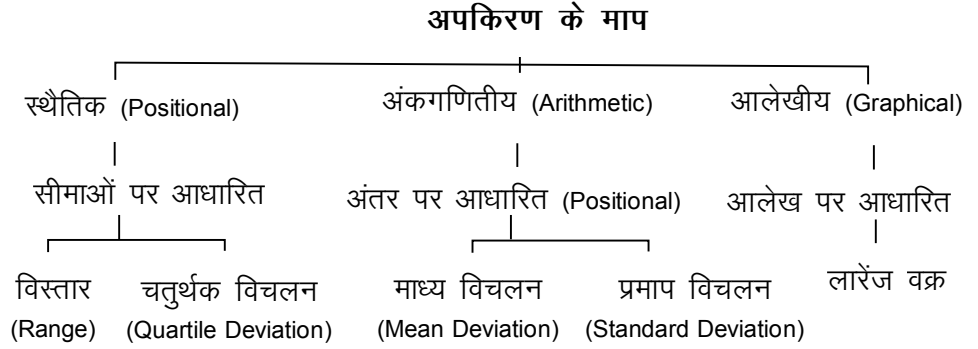 अपकिरण के माप
स्थैतिक (Positional) अंकगणितीय (Arithmetic) आलेखीय (Graphical)
सीमाओं पर आधारित अंतर पर आधारित (Positional) आलेख पर आधारित
विस्तार चतुर्थक विचलन माध्य विचलन प्रमाप विचलन लारेंज वक्र
(Range) (Quartile Deviation) (Mean Deviation) (Standard Deviation)